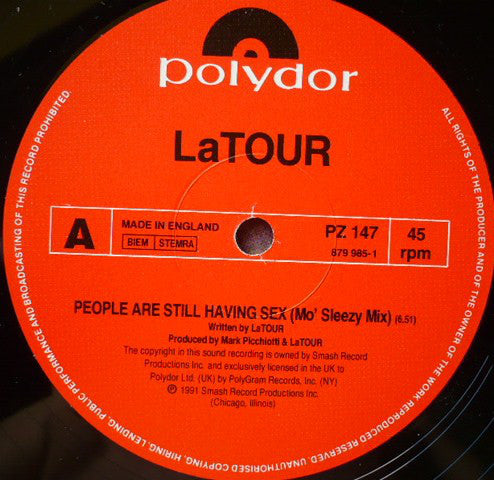 polydor
LaTOUR
A
MADE IN ENGLAND
BIEM STEMRA
PZ 147
879 985-1
45
rpm
PEOPLE ARE STILL HAVING SEX (Mo' Sleezy Mix) (6.51)
Written by LaTOUR
Produced by Mark Picchiotti & LaTOUR
The copyright in this sound recording is owned by Smash Record
Productions Inc. and exclusively licensed in the UK to
Polydor Ltd. (UK) by PolyGram Records, Inc. (NY)
℗ 1991 Smash Record Productions Inc.
(Chicago, Illinois)
ALL RIGHTS OF THE PRODUCER AND OF THE OWNER OF THE WORK REPRODUCED RESERVED. UNAUTHORISED COPYING, HIRING, LENDING, PUBLIC PERFORMANCE AND BROADCASTING OF THIS RECORD PROHIBITED.